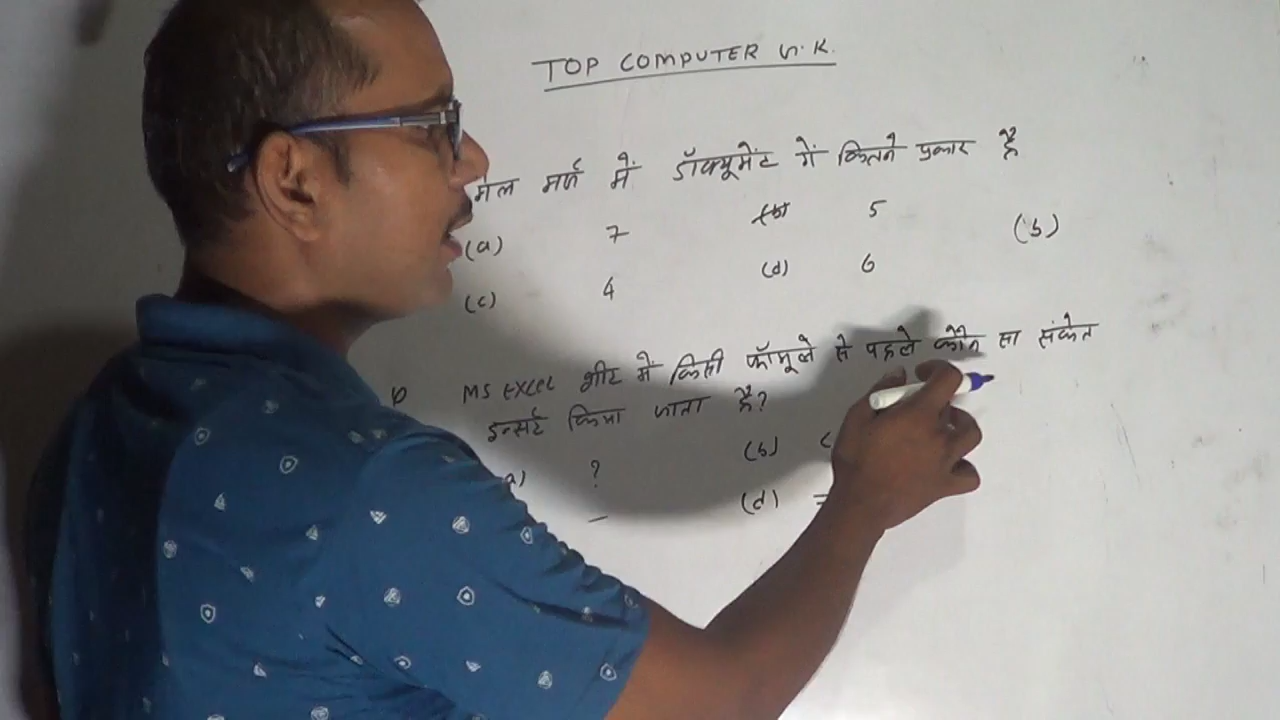 TOP COMPUTER G.K.
मेल मर्ज में डॉक्यूमेंट में कितने प्रकार है
(a) 7 (b) 5 (b)
(c) 4 (d) 6
MS EXCEL शीट में किसी फॉमूले से पहले कौन सा संकेत
इन्सर्ट किया जाता है?
a) ? (b)
– (d) =